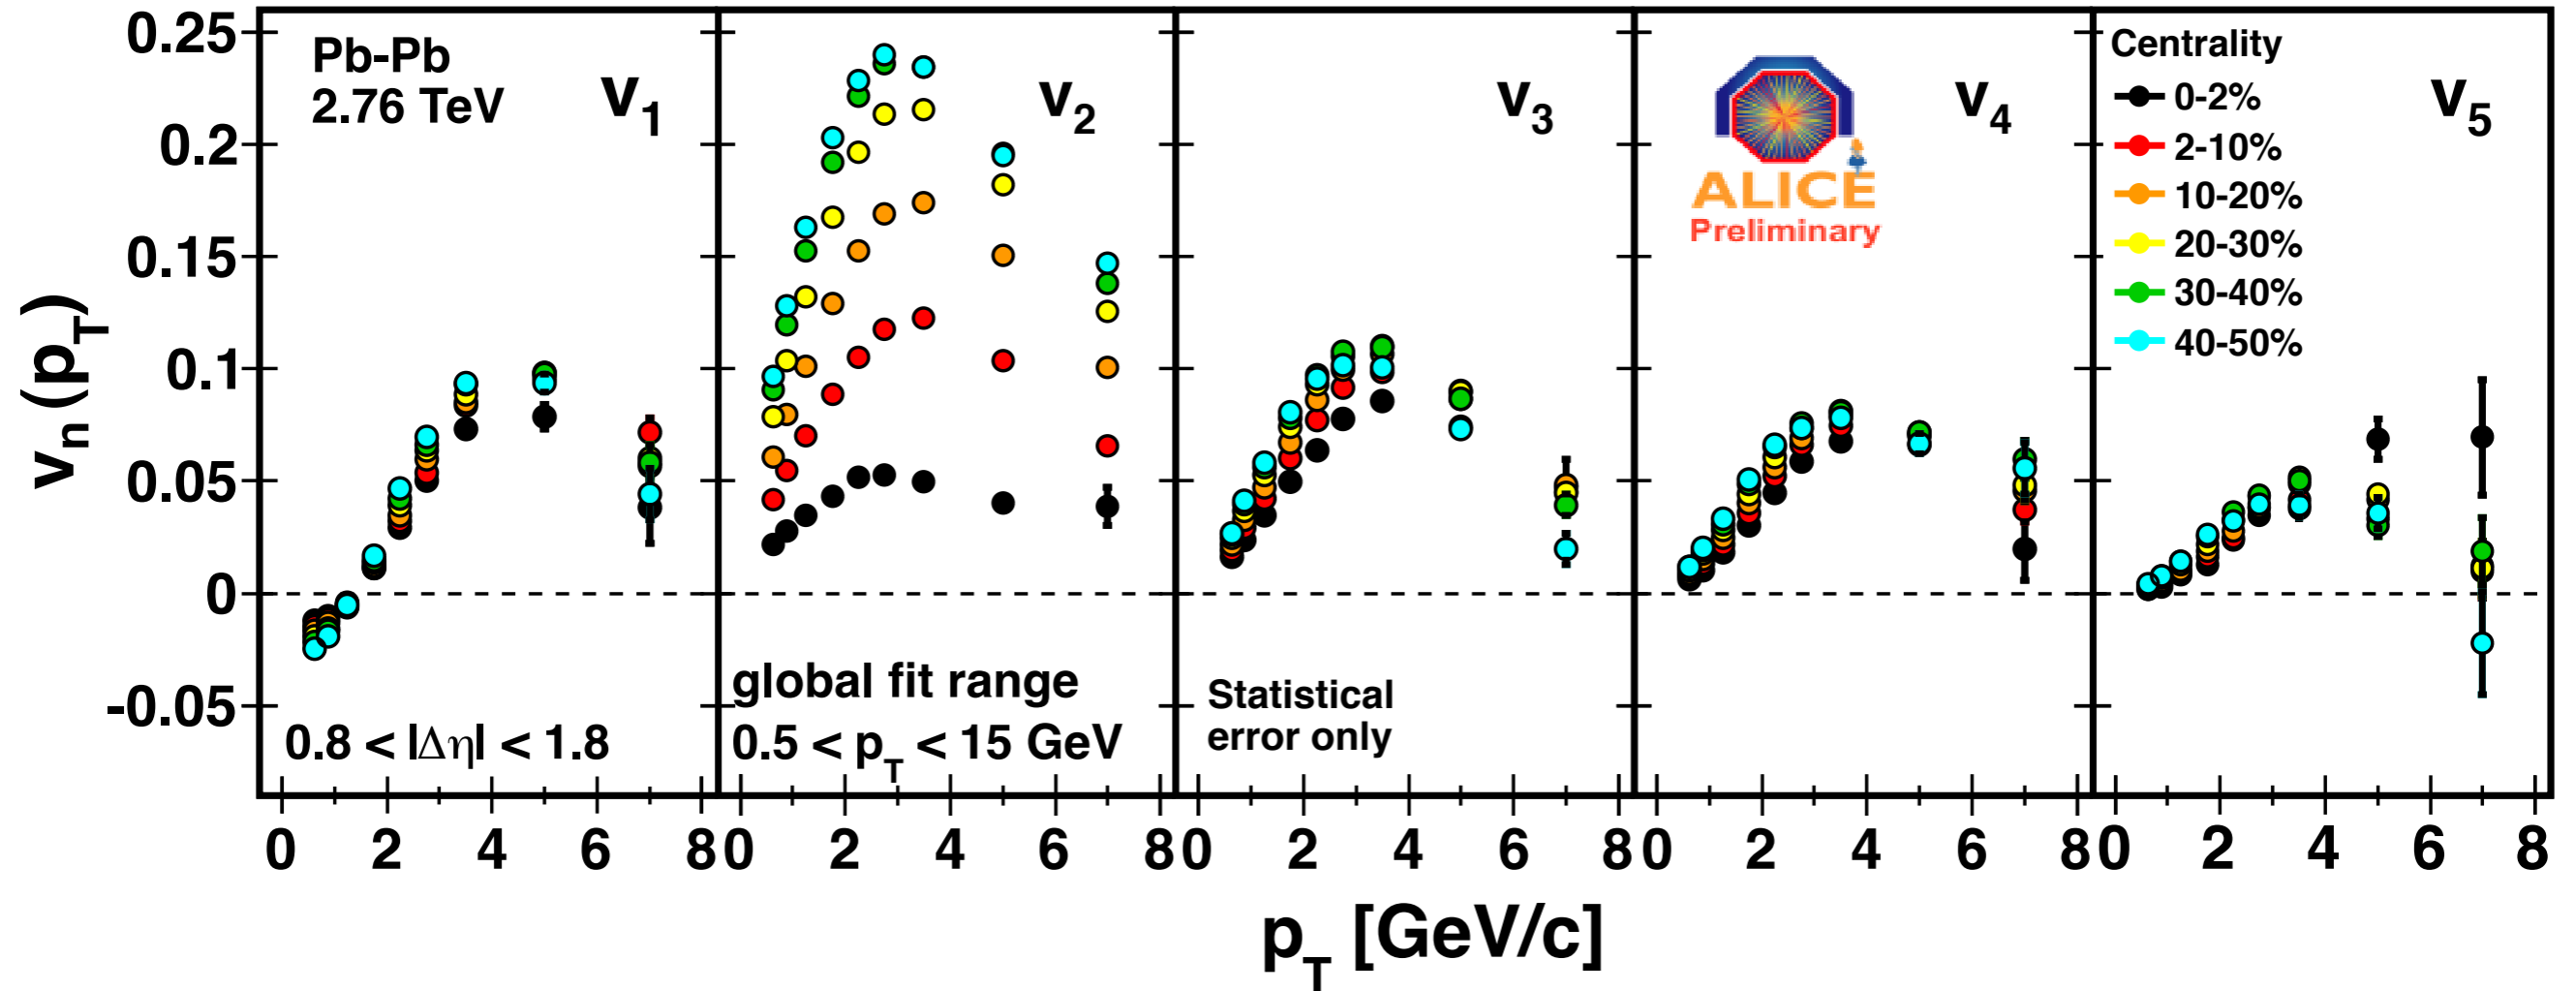 Pb-Pb
2.76 TeV
v1
v2
v3
v4
v5
ALICE
Preliminary
Centrality
0-2%
2-10%
10-20%
20-30%
30-40%
40-50%
0.25
0.2
0.15
0.1
0.05
0
-0.05
vn (pT)
0.8 < |Δη| < 1.8
global fit range
0.5 < pT < 15 GeV
Statistical
error only
0 2 4 6 8 0 2 4 6 8 0 2 4 6 8 0 2 4 6 8 0 2 4 6 8
pT [GeV/c]